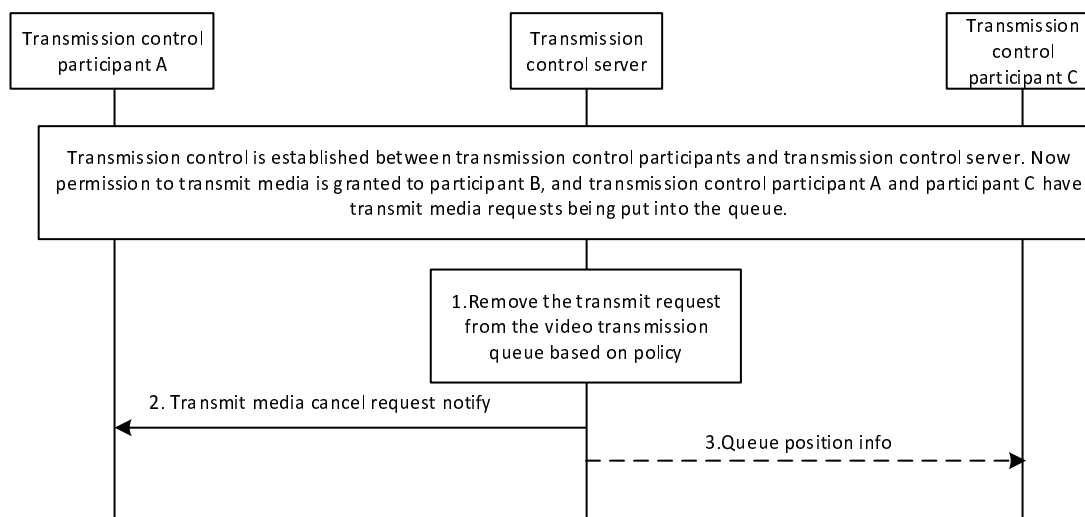 Transmission control
participant A
Transmission
control server
Transmission
control
participant C
Transmission control is established between transmission control participants and transmission control server. Now
permission to transmit media is granted to participant B, and transmission control participant A and participant C have
transmit media requests being put into the queue.
1.Remove the transmit request
from the video transmission
queue based on policy
2. Transmit media cancel request notify
3.Queue position info